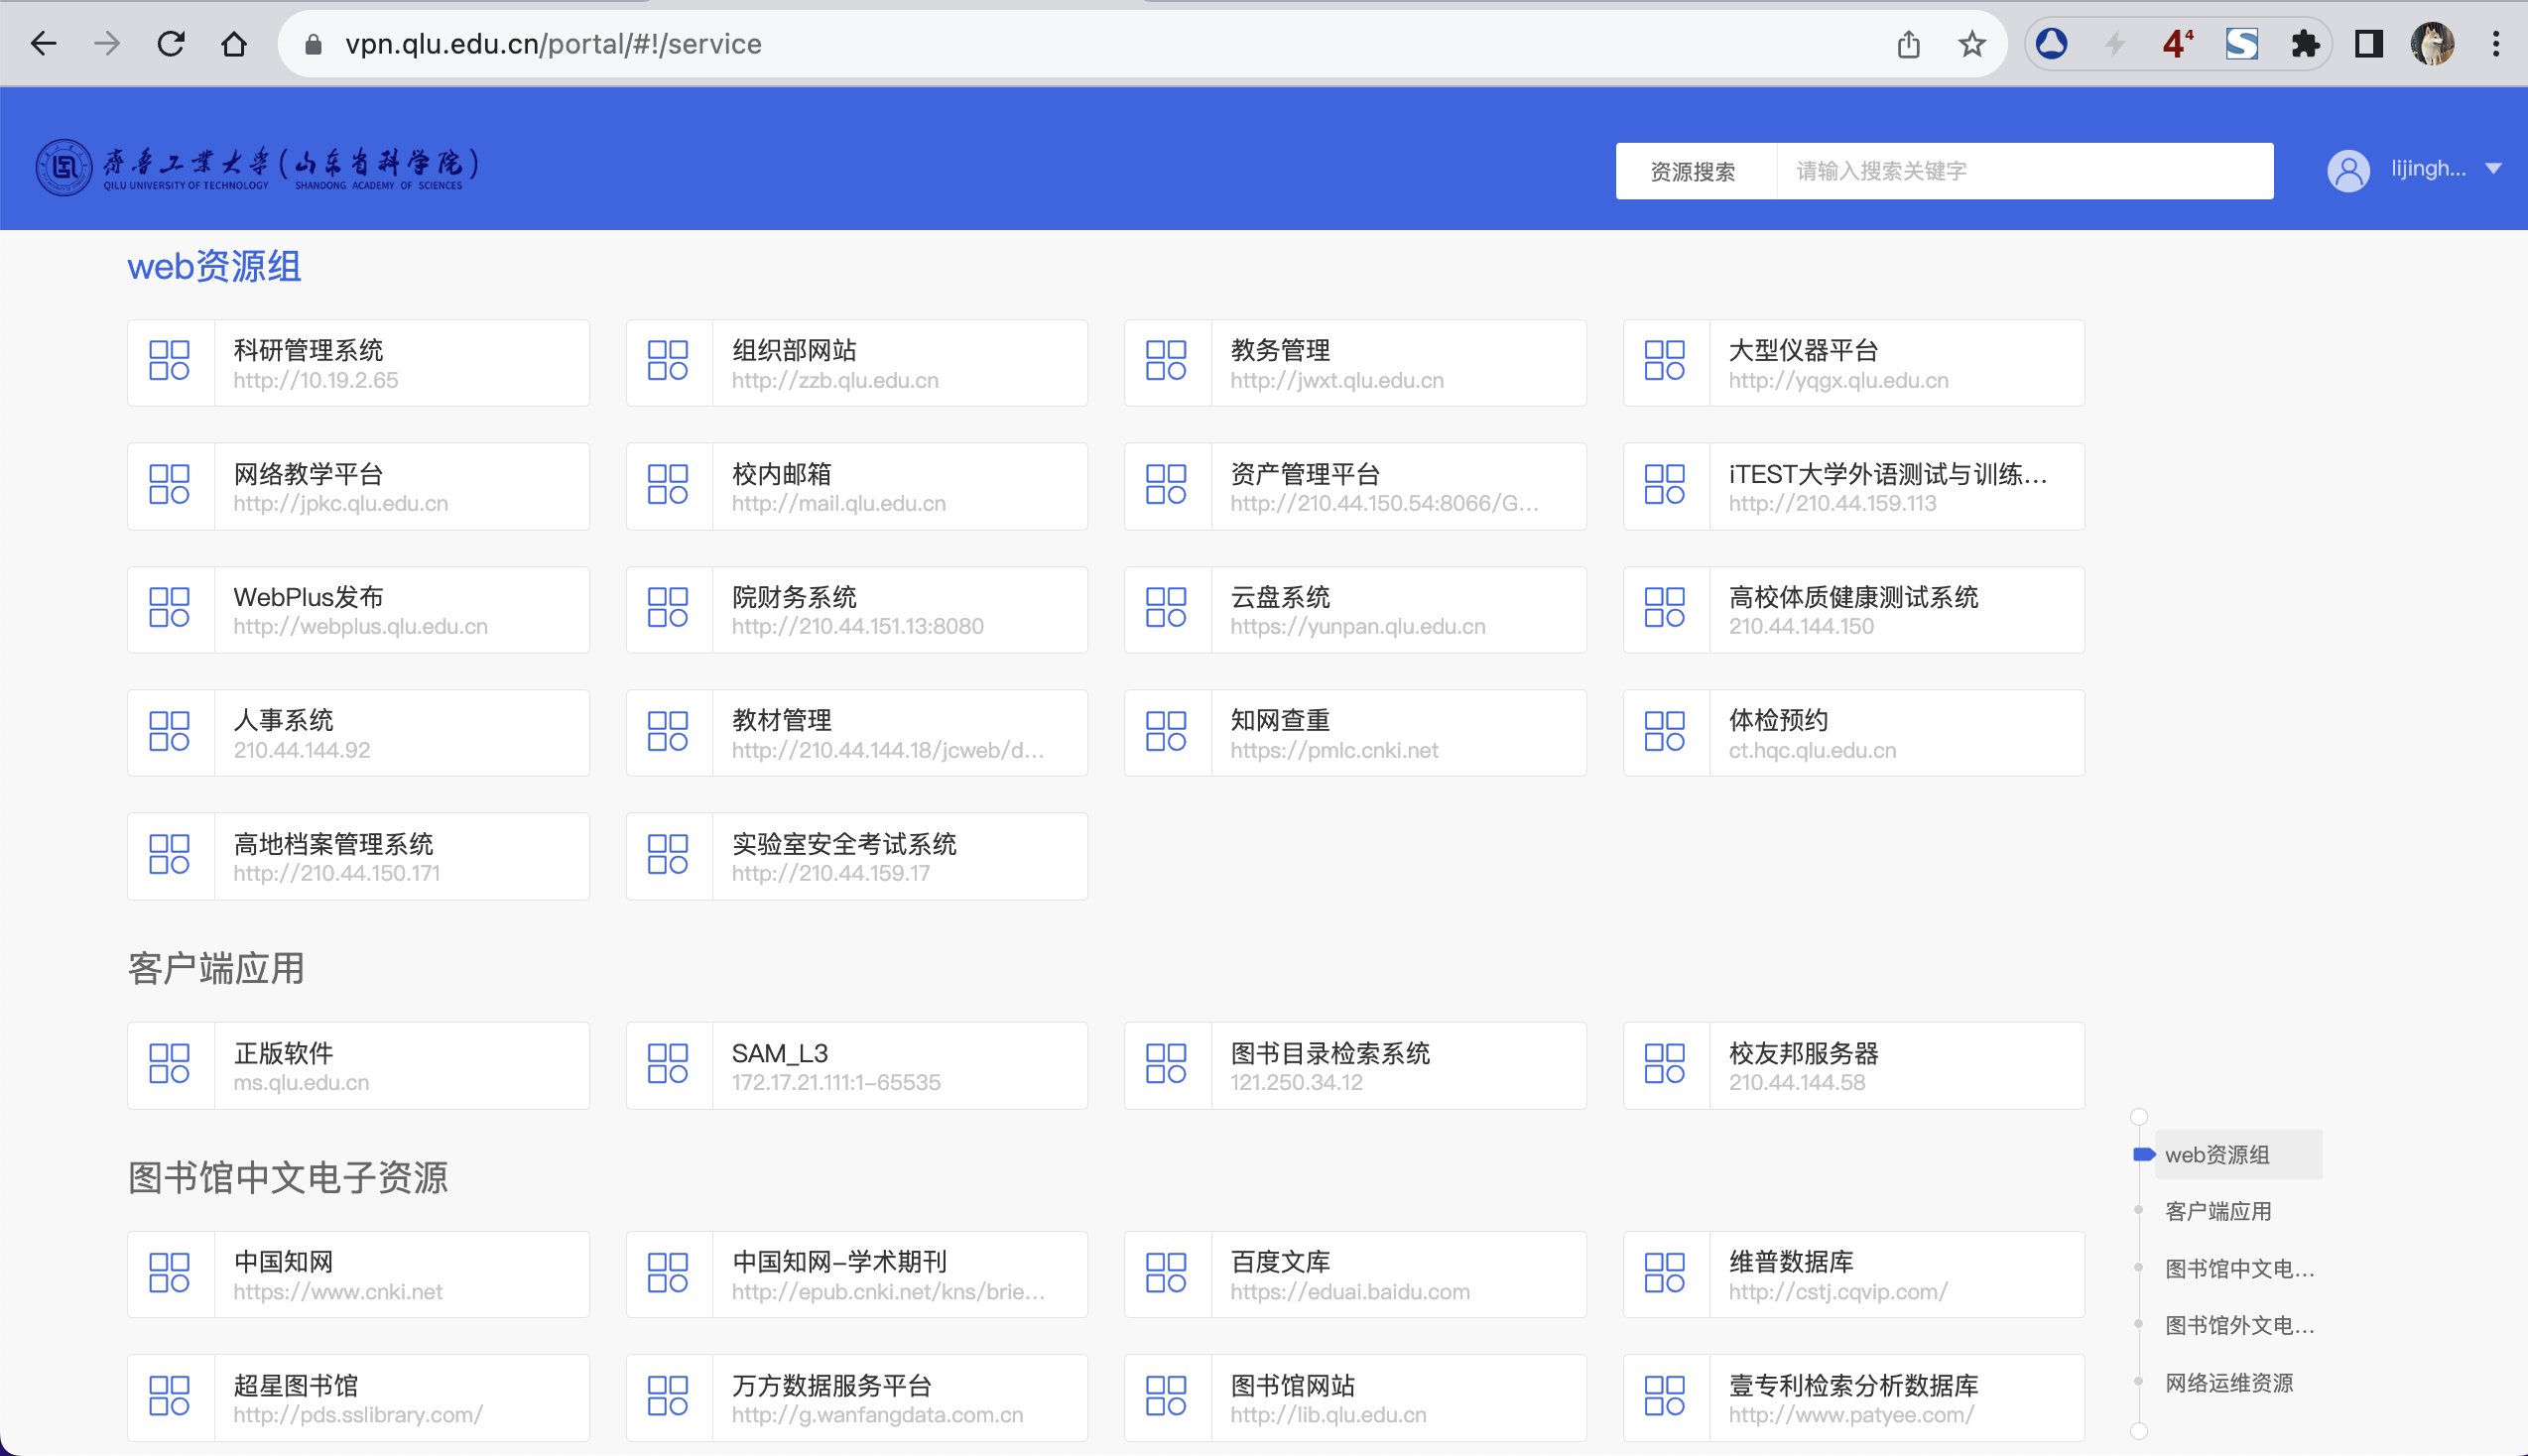 vpn.qlu.edu.cn/portal/#!/service
4⁴
齐鲁工业大学(山东省科学院)
QILU UNIVERSITY OF TECHNOLOGY SHANDONG ACADEMY OF SCIENCES
资源搜索 请输入搜索关键字
lijingh...
web资源组
科研管理系统
http://10.19.2.65
组织部网站
http://zzb.qlu.edu.cn
教务管理
http://jwxt.qlu.edu.cn
大型仪器平台
http://yqgx.qlu.edu.cn
网络教学平台
http://jpkc.qlu.edu.cn
校内邮箱
http://mail.qlu.edu.cn
资产管理平台
http://210.44.150.54:8066/G...
iTEST大学外语测试与训练...
http://210.44.159.113
WebPlus发布
http://webplus.qlu.edu.cn
院财务系统
http://210.44.151.13:8080
云盘系统
https://yunpan.qlu.edu.cn
高校体质健康测试系统
210.44.144.150
人事系统
210.44.144.92
教材管理
http://210.44.144.18/jcweb/d...
知网查重
https://pmlc.cnki.net
体检预约
ct.hqc.qlu.edu.cn
高地档案管理系统
http://210.44.150.171
实验室安全考试系统
http://210.44.159.17
客户端应用
正版软件
ms.qlu.edu.cn
SAM_L3
172.17.21.111:1-65535
图书目录检索系统
121.250.34.12
校友邦服务器
210.44.144.58
图书馆中文电子资源
中国知网
https://www.cnki.net
中国知网-学术期刊
http://epub.cnki.net/kns/brie...
百度文库
https://eduai.baidu.com
维普数据库
http://cstj.cqvip.com/
超星图书馆
http://pds.sslibrary.com/
万方数据服务平台
http://g.wanfangdata.com.cn
图书馆网站
http://lib.qlu.edu.cn
壹专利检索分析数据库
http://www.patyee.com/
web资源组
客户端应用
图书馆中文电...
图书馆外文电...
网络运维资源